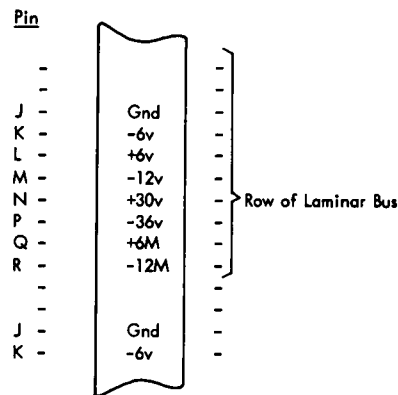 Pin
-
-
-
-
J - Gnd -
K - -6v -
L - +6v -
M - -12v -
N - +30v - Row of Laminar Bus
P - -36v -
Q - +6M -
R - -12M -
-
-
-
-
J - Gnd -
K - -6v -